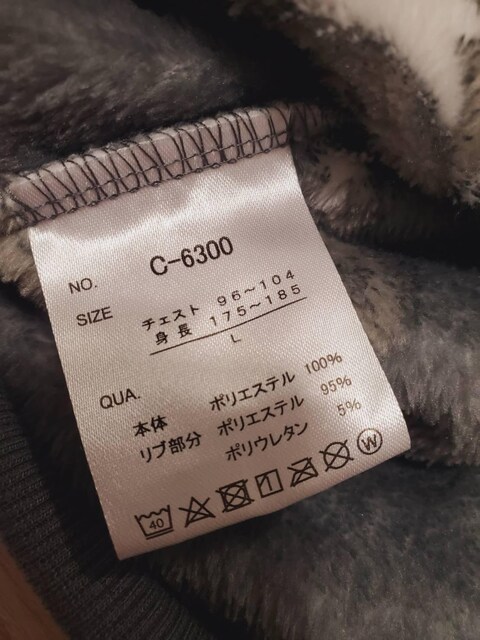 NO. C-6300
SIZE チェスト 96～104
身長 175～185
L
QUA.
本体 ポリエステル 100%
リブ部分 ポリエステル 95%
ポリウレタン 5%
40 W